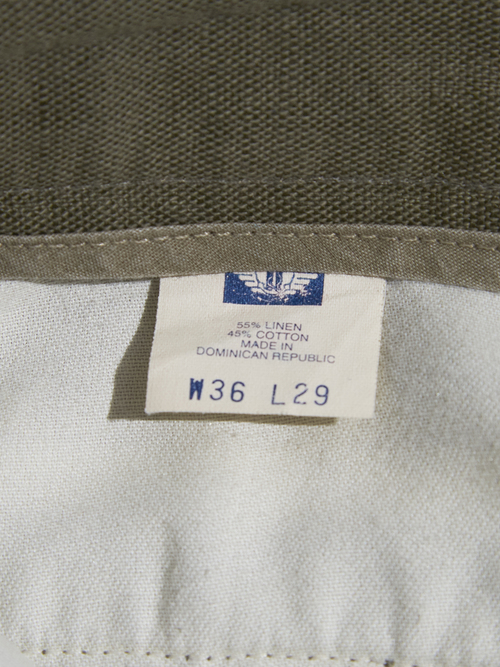 55% LINEN
45% COTTON
MADE IN
DOMINICAN REPUBLIC
W36 L29